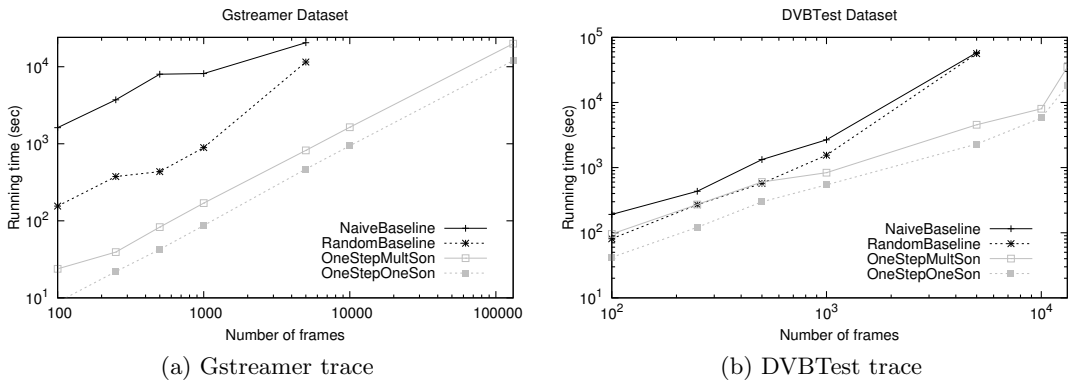 Gstreamer Dataset
Running time (sec)
10^4
10^3
10^2
10^1
100
1000
10000
100000
Number of frames
NaiveBaseline
RandomBaseline
OneStepMultSon
OneStepOneSon
(a) Gstreamer trace
DVBTest Dataset
Running time (sec)
10^5
10^4
10^3
10^2
10^1
10^2
10^3
10^4
Number of frames
NaiveBaseline
RandomBaseline
OneStepMultSon
OneStepOneSon
(b) DVBTest trace